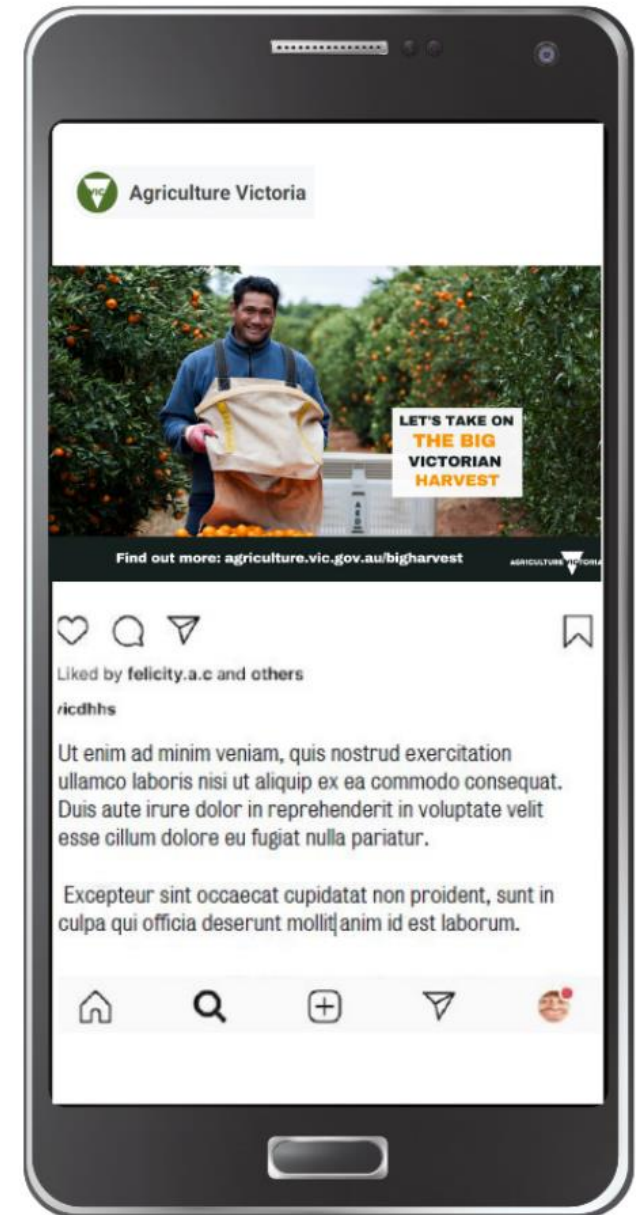 VIC
Agriculture Victoria
LET'S TAKE ON
THE BIG
VICTORIAN
HARVEST
Find out more: agriculture.vic.gov.au/bigharvest
AGRICULTURE VICTORIA
Liked by felicity.a.c and others
vicdhhs
Ut enim ad minim veniam, quis nostrud exercitation
ullamco laboris nisi ut aliquip ex ea commodo consequat.
Duis aute irure dolor in reprehenderit in voluptate velit
esse cillum dolore eu fugiat nulla pariatur.
Excepteur sint occaecat cupidatat non proident, sunt in
culpa qui officia deserunt mollit anim id est laborum.